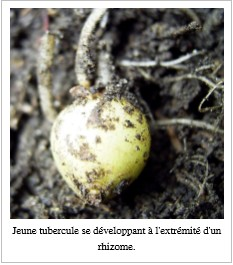 Jeune tubercule se développant à l'extrémité d'un
rhizome.